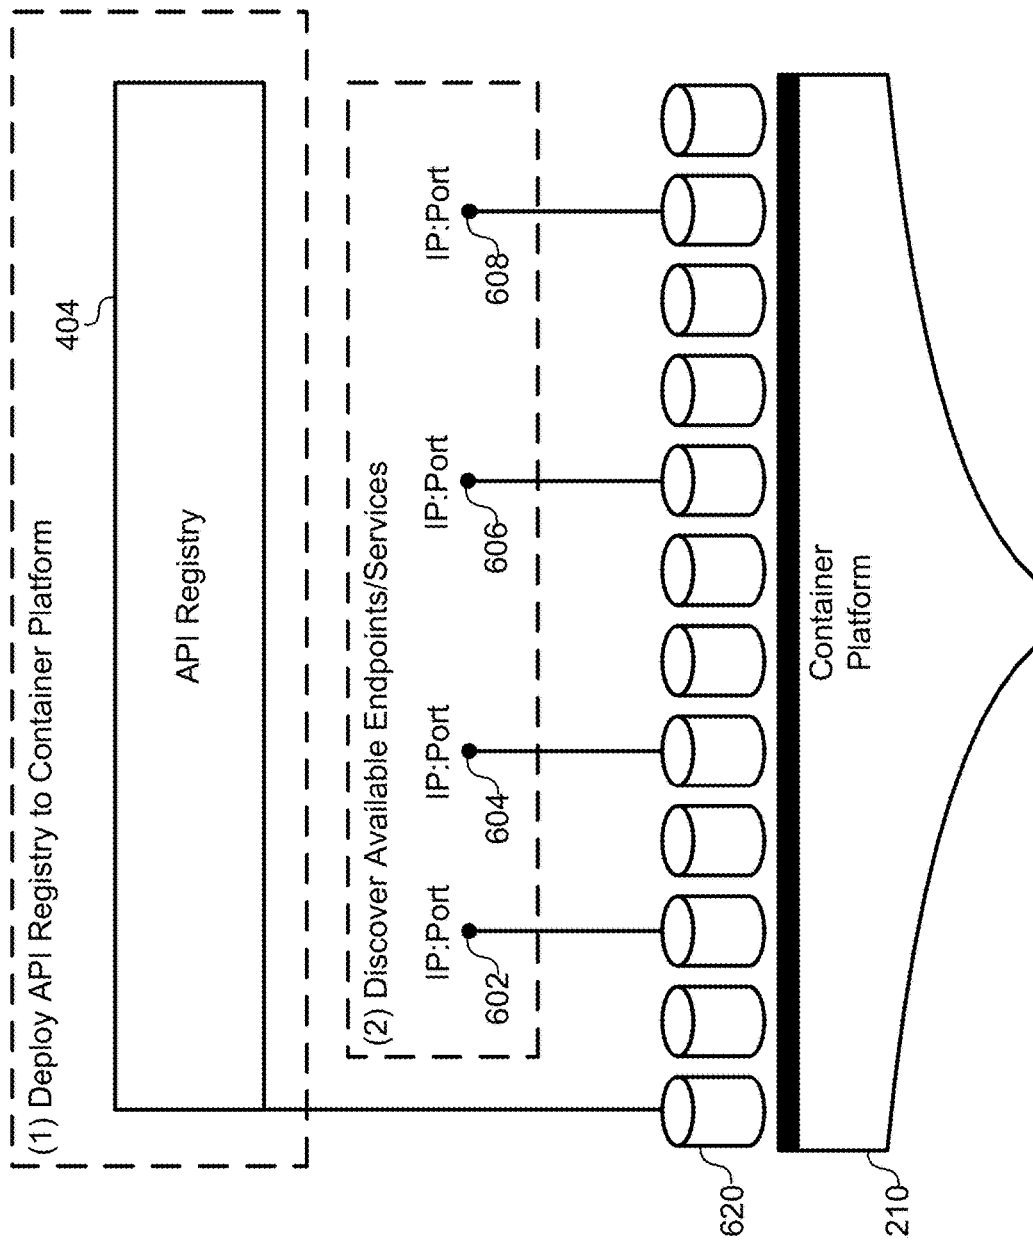 (1) Deploy API Registry to Container Platform
404
API Registry
(2) Discover Available Endpoints/Services
IP:Port
IP:Port
IP:Port
IP:Port
602
604
606
608
620
Container
Platform
210